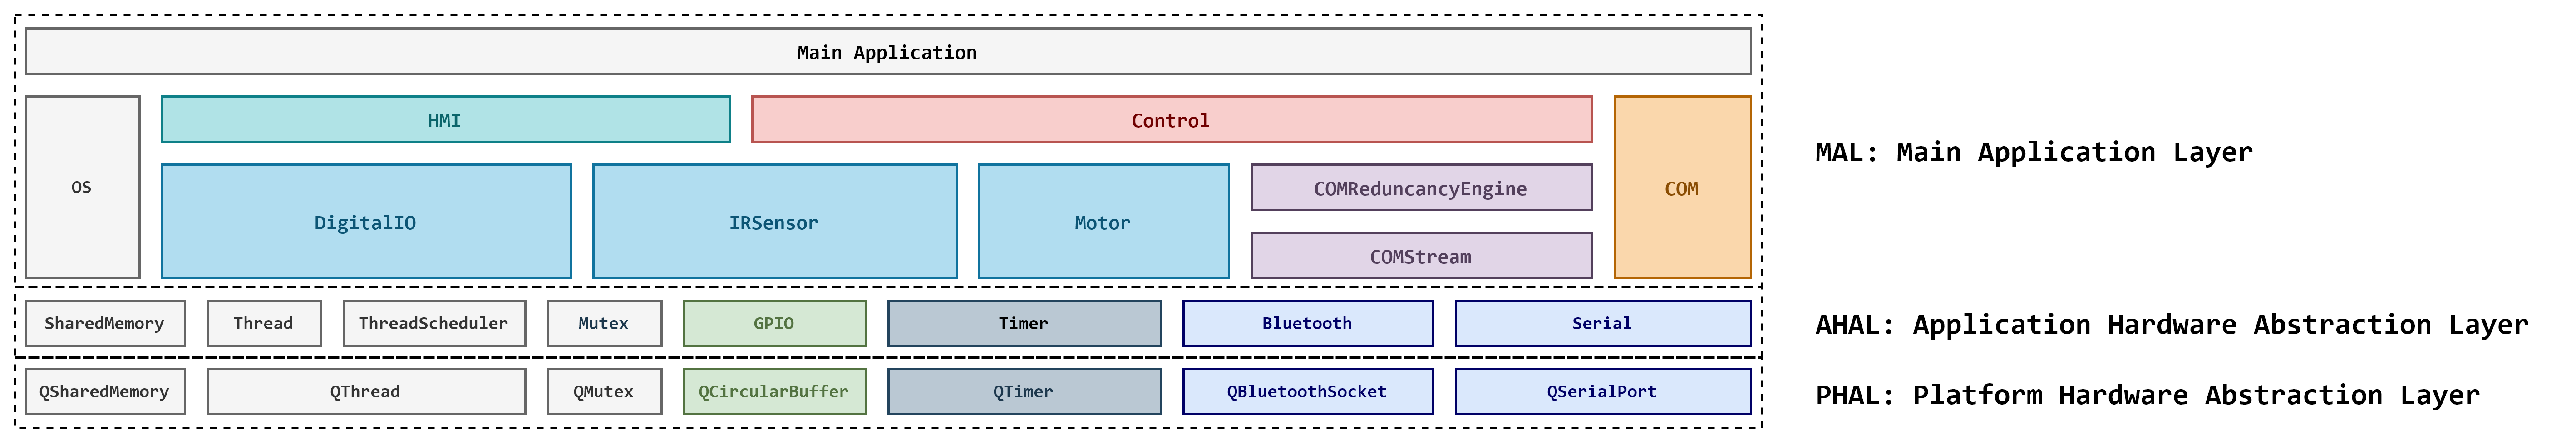 Main Application
HMI
Control
OS
COM
MAL: Main Application Layer
DigitalIO
IRSensor
Motor
COMReduncancyEngine
COMStream
SharedMemory
Thread
ThreadScheduler
Mutex
GPIO
Timer
Bluetooth
Serial
AHAL: Application Hardware Abstraction Layer
QSharedMemory
QThread
QMutex
QCircularBuffer
QTimer
QBluetoothSocket
QSerialPort
PHAL: Platform Hardware Abstraction Layer